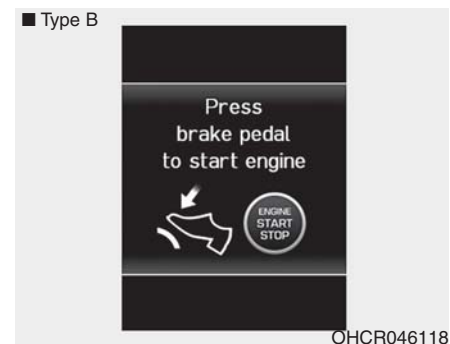 ■ Type B
Press
brake pedal
to start engine
ENGINE
START
STOP
OHCR046118